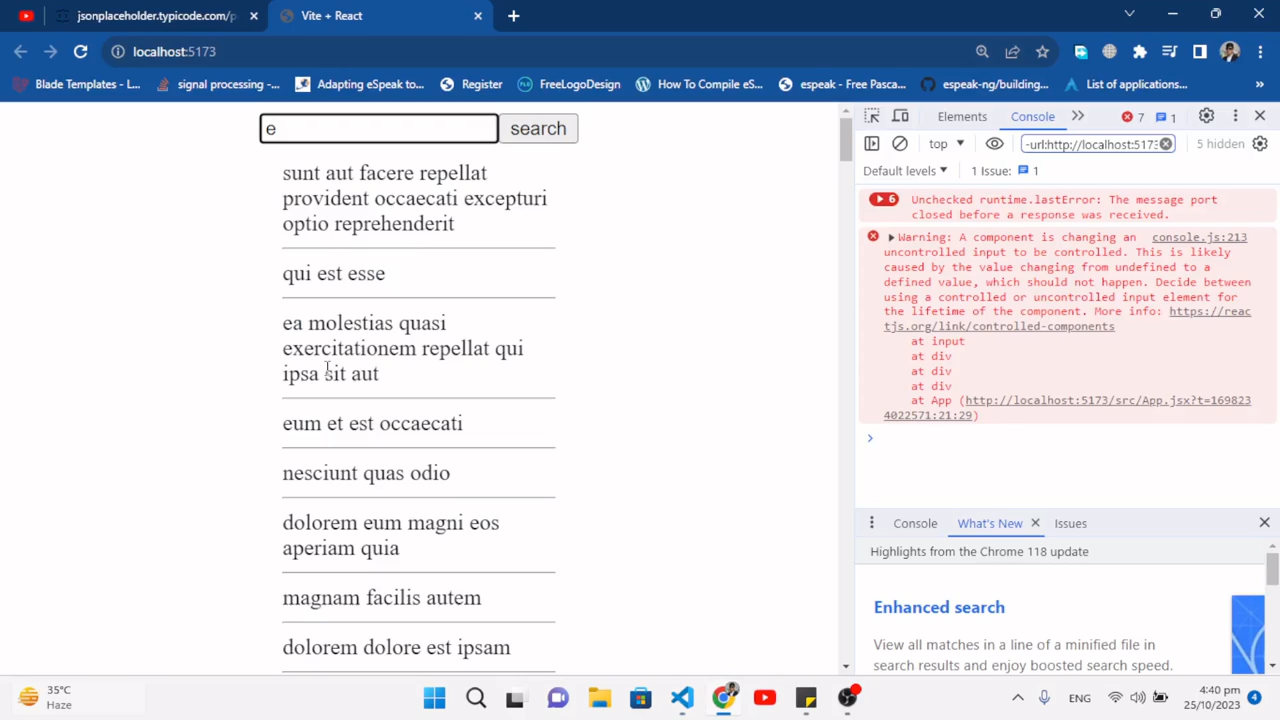 jsonplaceholder.typicode.com/p
Vite + React
localhost:5173
Blade Templates - L...
signal processing -...
Adapting eSpeak to...
Register
FreeLogoDesign
How To Compile eS...
espeak - Free Pasca...
espeak-ng/building...
List of applications...
e
search
sunt aut facere repellat
provident occaecati excepturi
optio reprehenderit
qui est esse
ea molestias quasi
exercitationem repellat qui
ipsa sit aut
eum et est occaecati
nesciunt quas odio
dolorem eum magni eos
aperiam quia
magnam facilis autem
dolorem dolore est ipsam
Elements
Console
7
1
top
-url:http://localhost:517
5 hidden
Default levels
1 Issue: 1
6 Unchecked runtime.lastError: The message port
closed before a response was received.
Warning: A component is changing an console.js:213
uncontrolled input to be controlled. This is likely
caused by the value changing from undefined to a
defined value, which should not happen. Decide between
using a controlled or uncontrolled input element for
the lifetime of the component. More info: https://reac
tjs.org/link/controlled-components
at input
at div
at div
at div
at App (http://localhost:5173/src/App.jsx?t=169823
4022571:21:29)
Console
What's New
Issues
Highlights from the Chrome 118 update
Enhanced search
View all matches in a line of a minified file in
search results and enjoy boosted search speed.
35°C
Haze
ENG
4:40 pm
25/10/2023
4